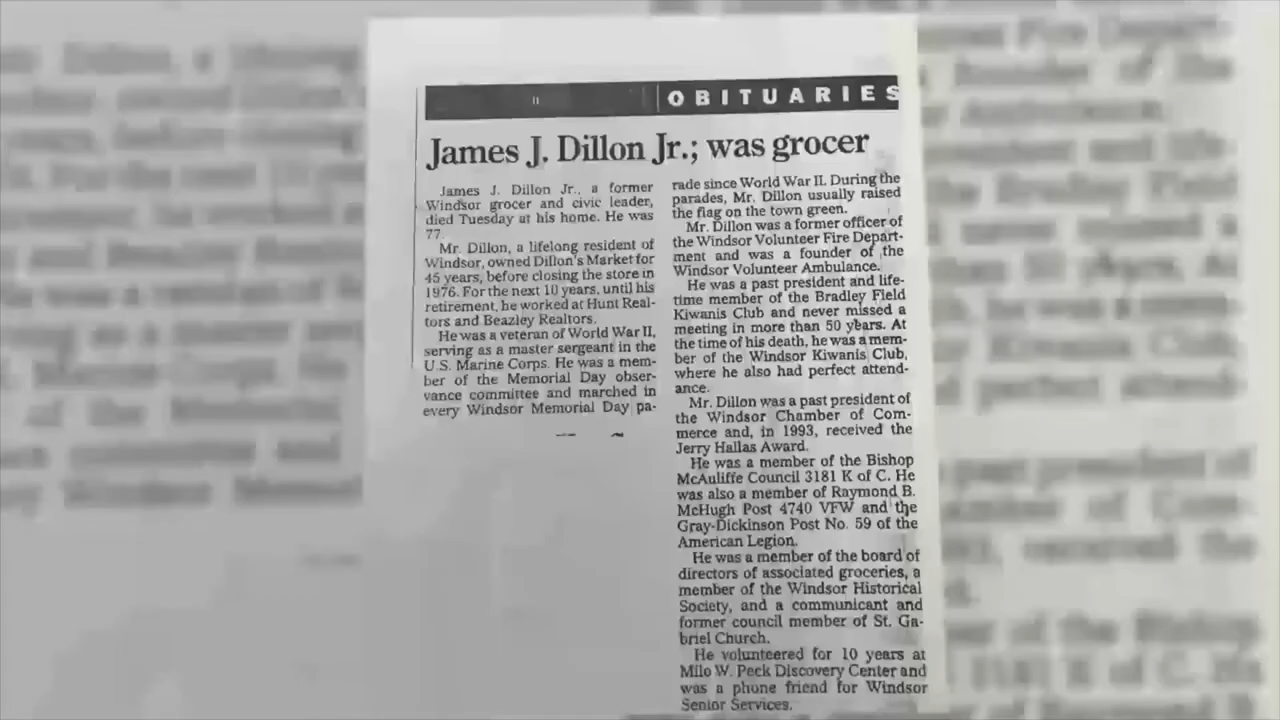 OBITUARIES
James J. Dillon Jr.; was grocer
James J. Dillon Jr., a former
Windsor grocer and civic leader,
died Tuesday at his home. He was
77.
Mr. Dillon, a lifelong resident of
Windsor, owned Dillon's Market for
45 years, before closing the store in
1976. For the next 10 years, until his
retirement, he worked at Hunt Real-
tors and Beazley Realtors.
He was a veteran of World War II,
serving as a master sergeant in the
U.S. Marine Corps. He was a mem-
ber of the Memorial Day obser-
vance committee and marched in
every Windsor Memorial Day pa-
rade since World War II. During the
parades, Mr. Dillon usually raised
the flag on the town green.
Mr. Dillon was a former officer of
the Windsor Volunteer Fire Depart-
ment and was a founder of the
Windsor Volunteer Ambulance.
He was a past president and life-
time member of the Bradley Field
Kiwanis Club and never missed a
meeting in more than 50 years. At
the time of his death, he was a mem-
ber of the Windsor Kiwanis Club,
where he also had perfect attend-
ance.
Mr. Dillon was a past president of
the Windsor Chamber of Com-
merce and, in 1993, received the
Jerry Hallas Award.
He was a member of the Bishop
McAuliffe Council 3181 K of C. He
was also a member of Raymond B.
McHugh Post 4740 VFW and the
Gray-Dickinson Post No. 59 of the
American Legion.
He was a member of the board of
directors of associated groceries, a
member of the Windsor Historical
Society, and a communicant and
former council member of St. Ga-
briel Church.
He volunteered for 10 years at
Milo W. Peck Discovery Center and
was a phone friend for Windsor
Senior Services.